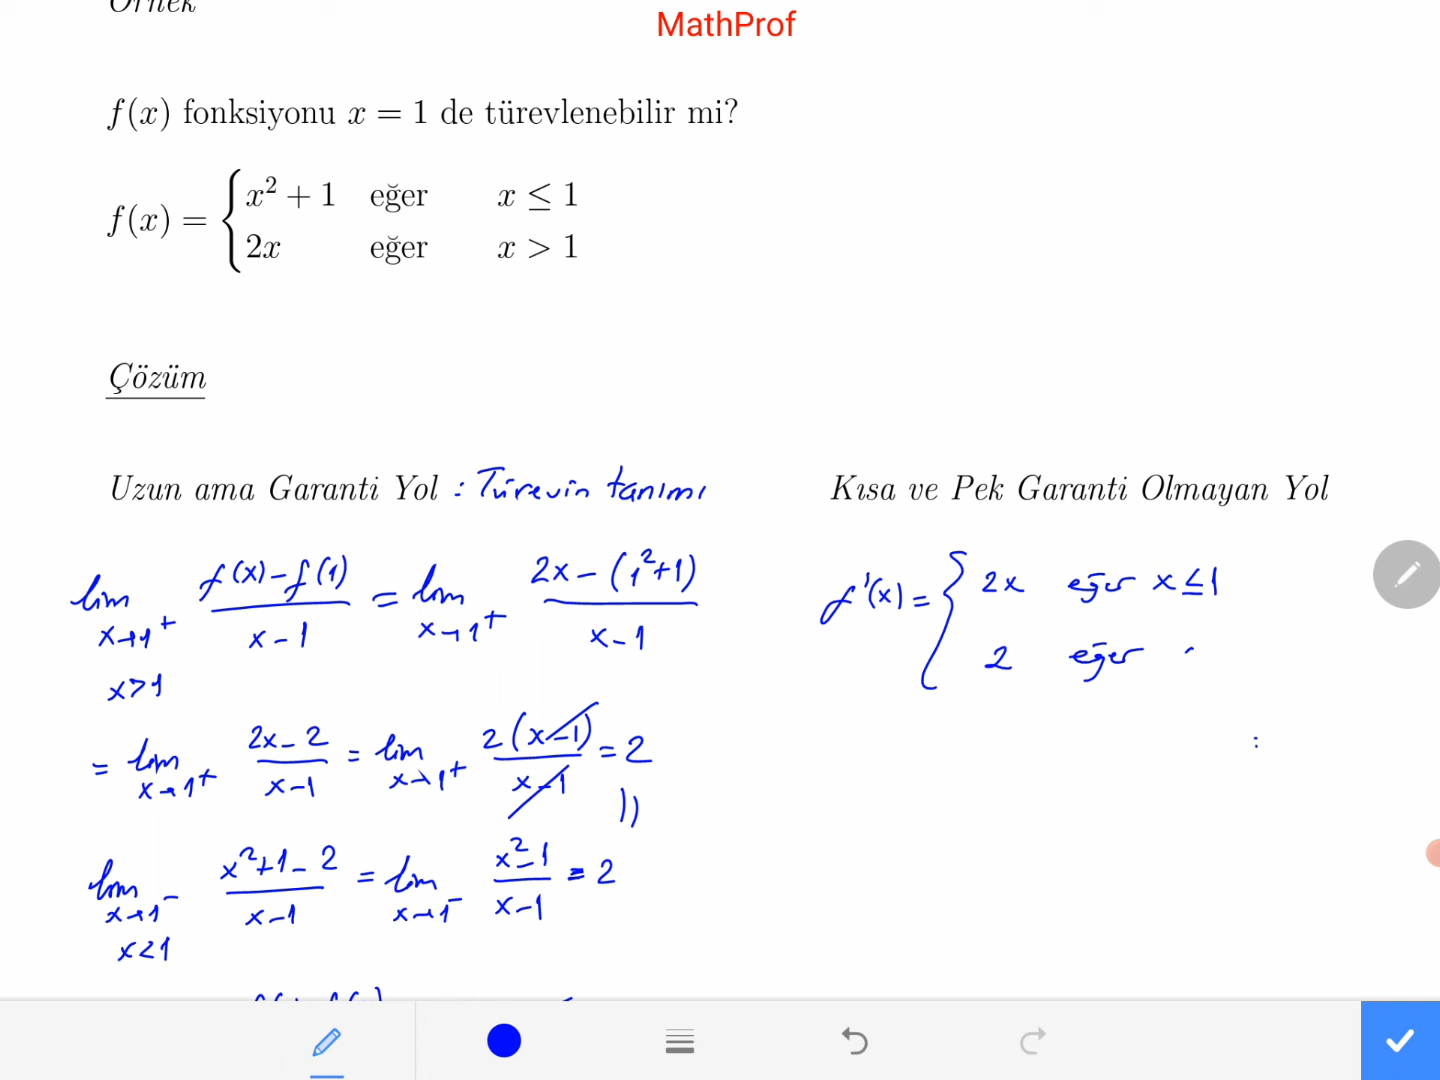 Örnek
MathProf
f(x) fonksiyonu x = 1 de türevlenebilir mi?
f(x) = { x² + 1 eğer x ≤ 1
2x eğer x > 1
Çözüm
Uzun ama Garanti Yol : Türevin tanımı
lim x→1⁺ (f(x) − f(1))/(x − 1) = lim x→1⁺ (2x − (1²+1))/(x − 1)
x>1
= lim x→1⁺ (2x − 2)/(x − 1) = lim x→1⁺ 2(x−1)/(x−1) = 2
lim x→1⁻ (x²+1−2)/(x−1) = lim x→1⁻ (x²−1)/(x−1) = 2
x<1
Kısa ve Pek Garanti Olmayan Yol
f'(x) = { 2x eğer x ≤ 1
2 eğer